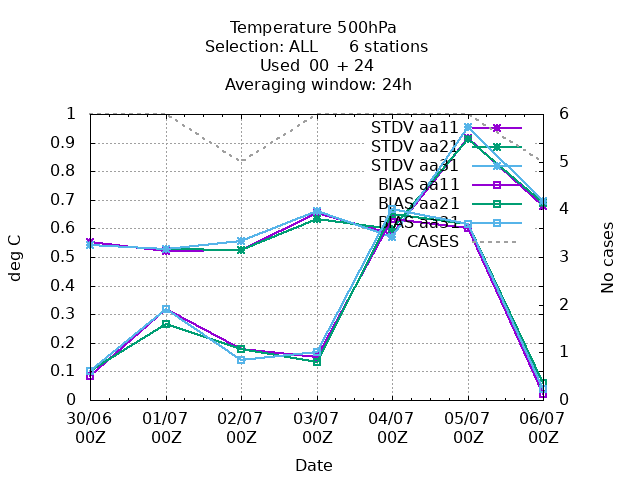 Temperature 500hPa
Selection: ALL 6 stations
Used 00 + 24
Averaging window: 24h
1
0.9
0.8
0.7
0.6
0.5
0.4
0.3
0.2
0.1
0
6
5
4
3
2
1
0
deg C
No cases
STDV aa11
STDV aa21
STDV aa31
BIAS aa11
BIAS aa21
BIAS aa31
CASES
30/06 01/07 02/07 03/07 04/07 05/07 06/07
00Z 00Z 00Z 00Z 00Z 00Z 00Z
Date